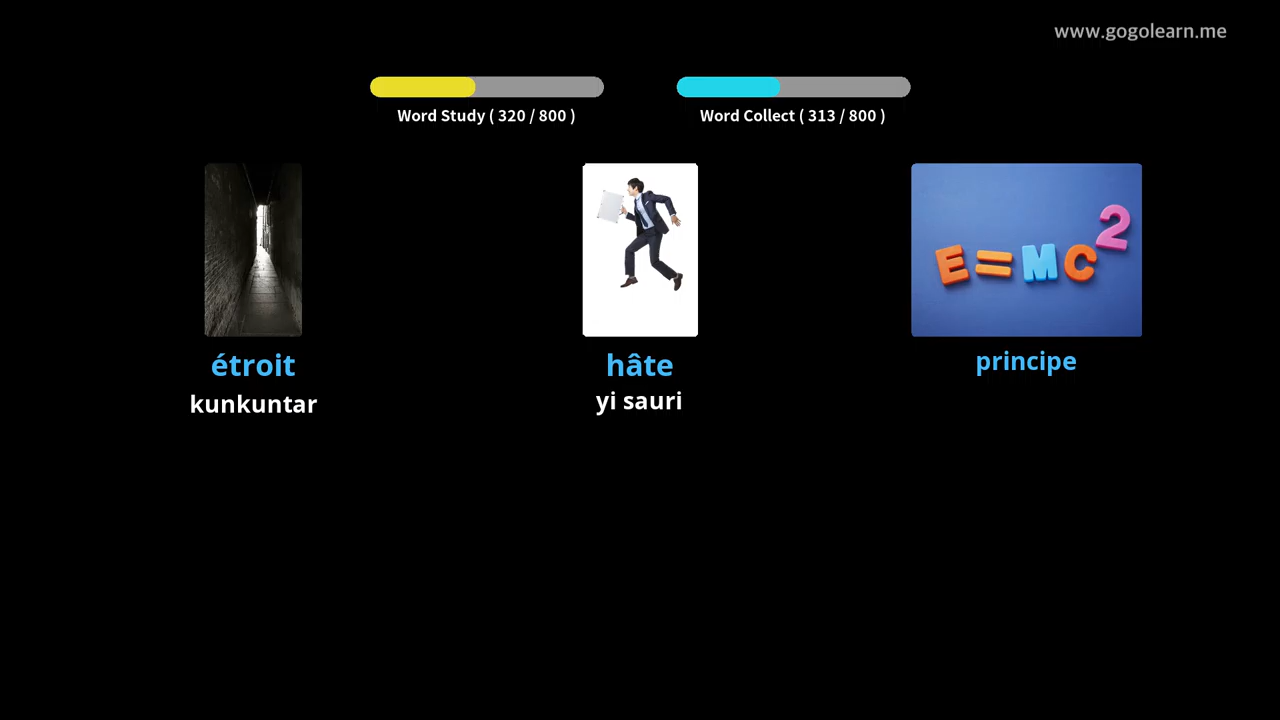 www.gogolearn.me
Word Study ( 320 / 800 )
Word Collect ( 313 / 800 )
E=MC2
étroit
hâte
principe
kunkuntar
yi sauri